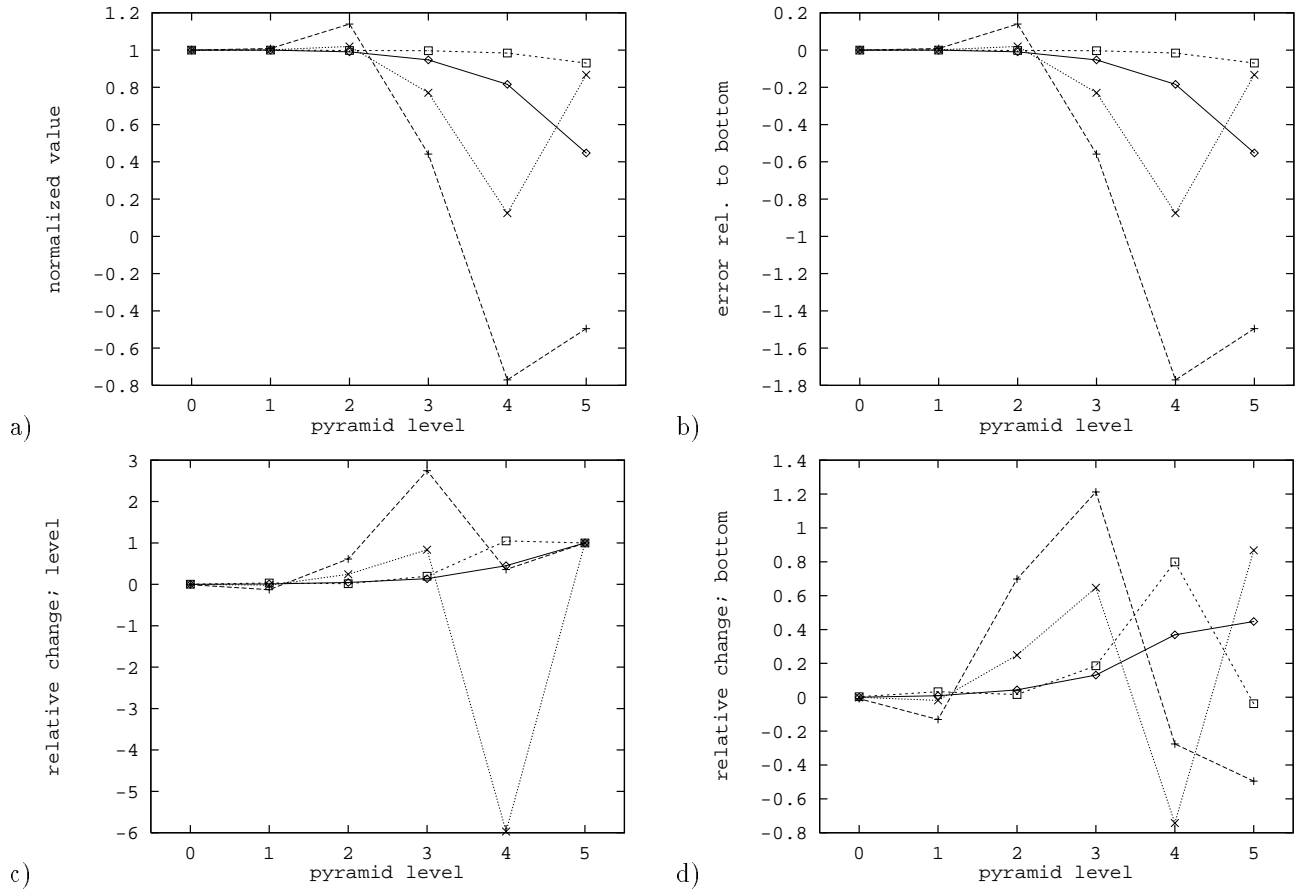 1.2
1
0.8
0.6
0.4
0.2
0
-0.2
-0.4
-0.6
-0.8
normalized value
0 1 2 3 4 5
pyramid level
a)
0.2
0
-0.2
-0.4
-0.6
-0.8
-1
-1.2
-1.4
-1.6
-1.8
error rel. to bottom
0 1 2 3 4 5
pyramid level
b)
3
2
1
0
-1
-2
-3
-4
-5
-6
relative change; level
0 1 2 3 4 5
pyramid level
c)
1.4
1.2
1
0.8
0.6
0.4
0.2
0
-0.2
-0.4
-0.6
-0.8
relative change; bottom
0 1 2 3 4 5
pyramid level
d)